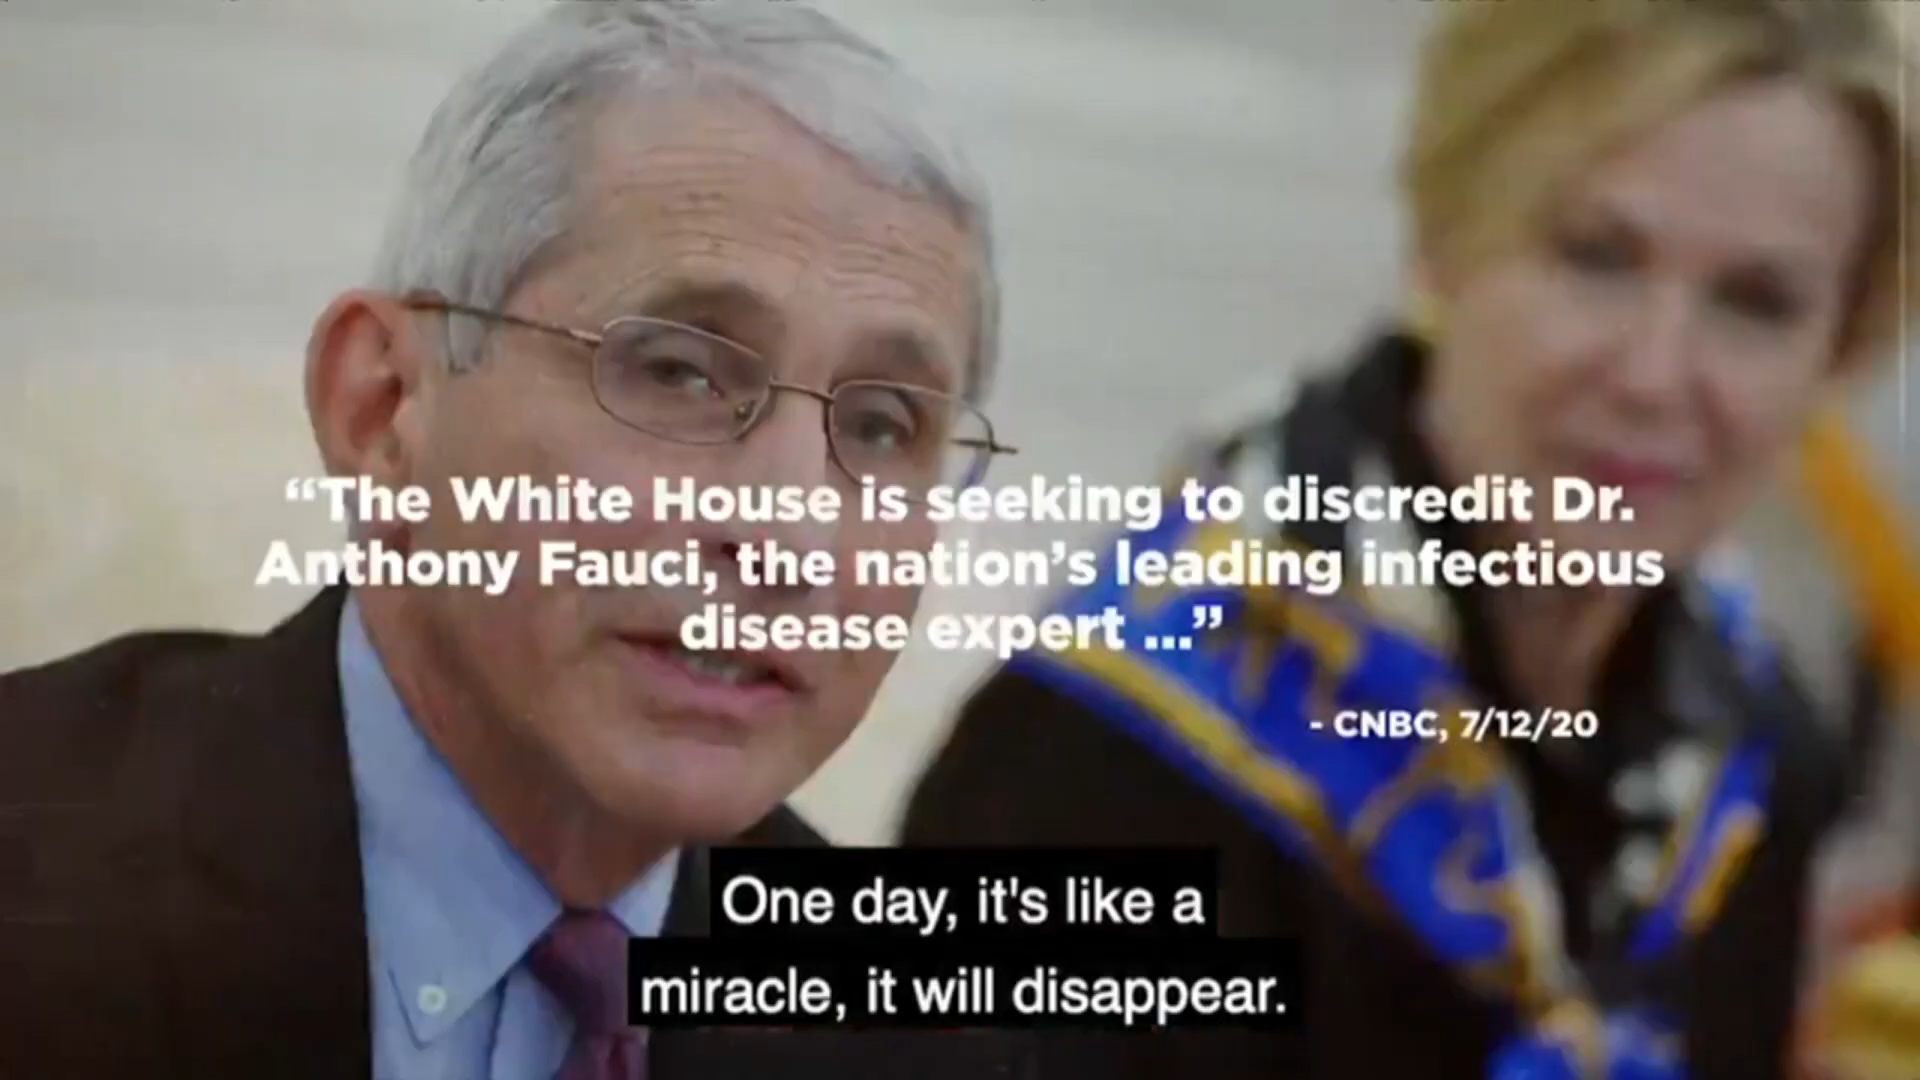 “The White House is seeking to discredit Dr.
Anthony Fauci, the nation’s leading infectious
disease expert ...”
- CNBC, 7/12/20
One day, it's like a
miracle, it will disappear.